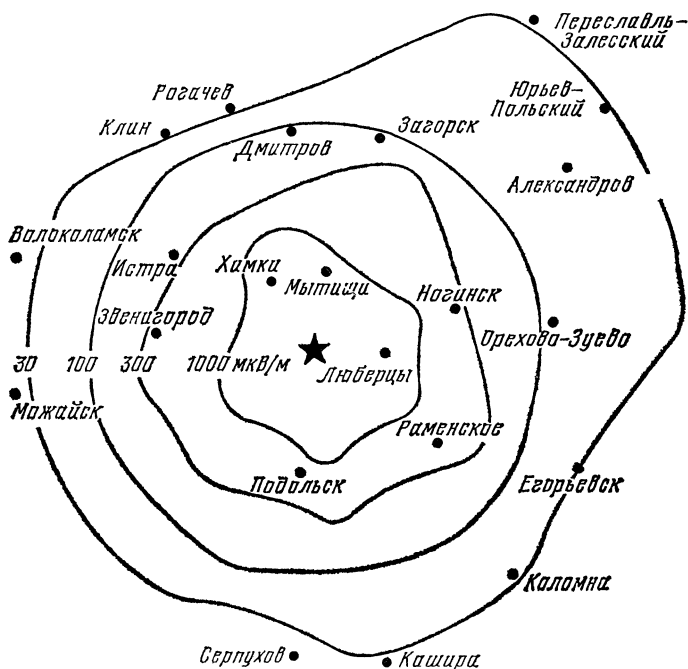 Переславль-
Залесский
Юрьев-
Польский
Рогачев
Клин
Дмитров
Загорск
Александров
Волоколамск
Истра
Химки
Мытищи
Ногинск
Звенигород
Орехова-Зуева
30 100 300 1000 мкВ/м
Люберцы
Можайск
Раменское
Подольск
Егорьевск
Коломна
Серпухов
Кашира